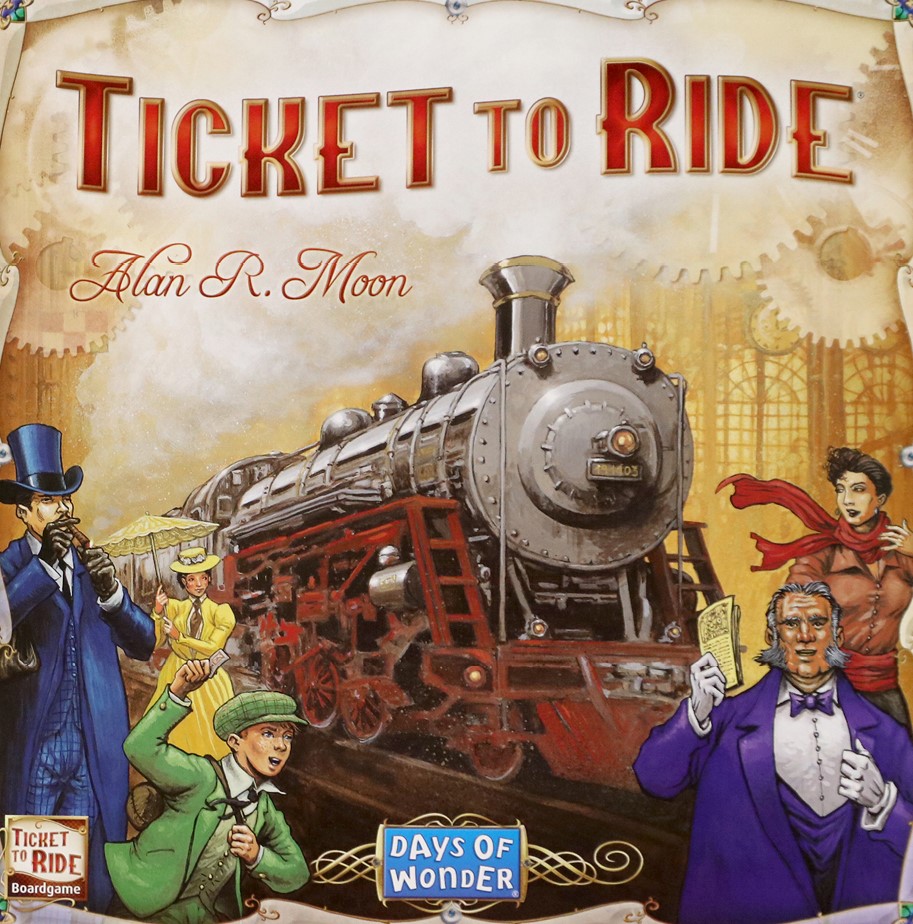 TICKET TO RIDE®
Alan R. Moon
TICKET
TO RIDE
Boardgame
DAYS OF
WONDER®